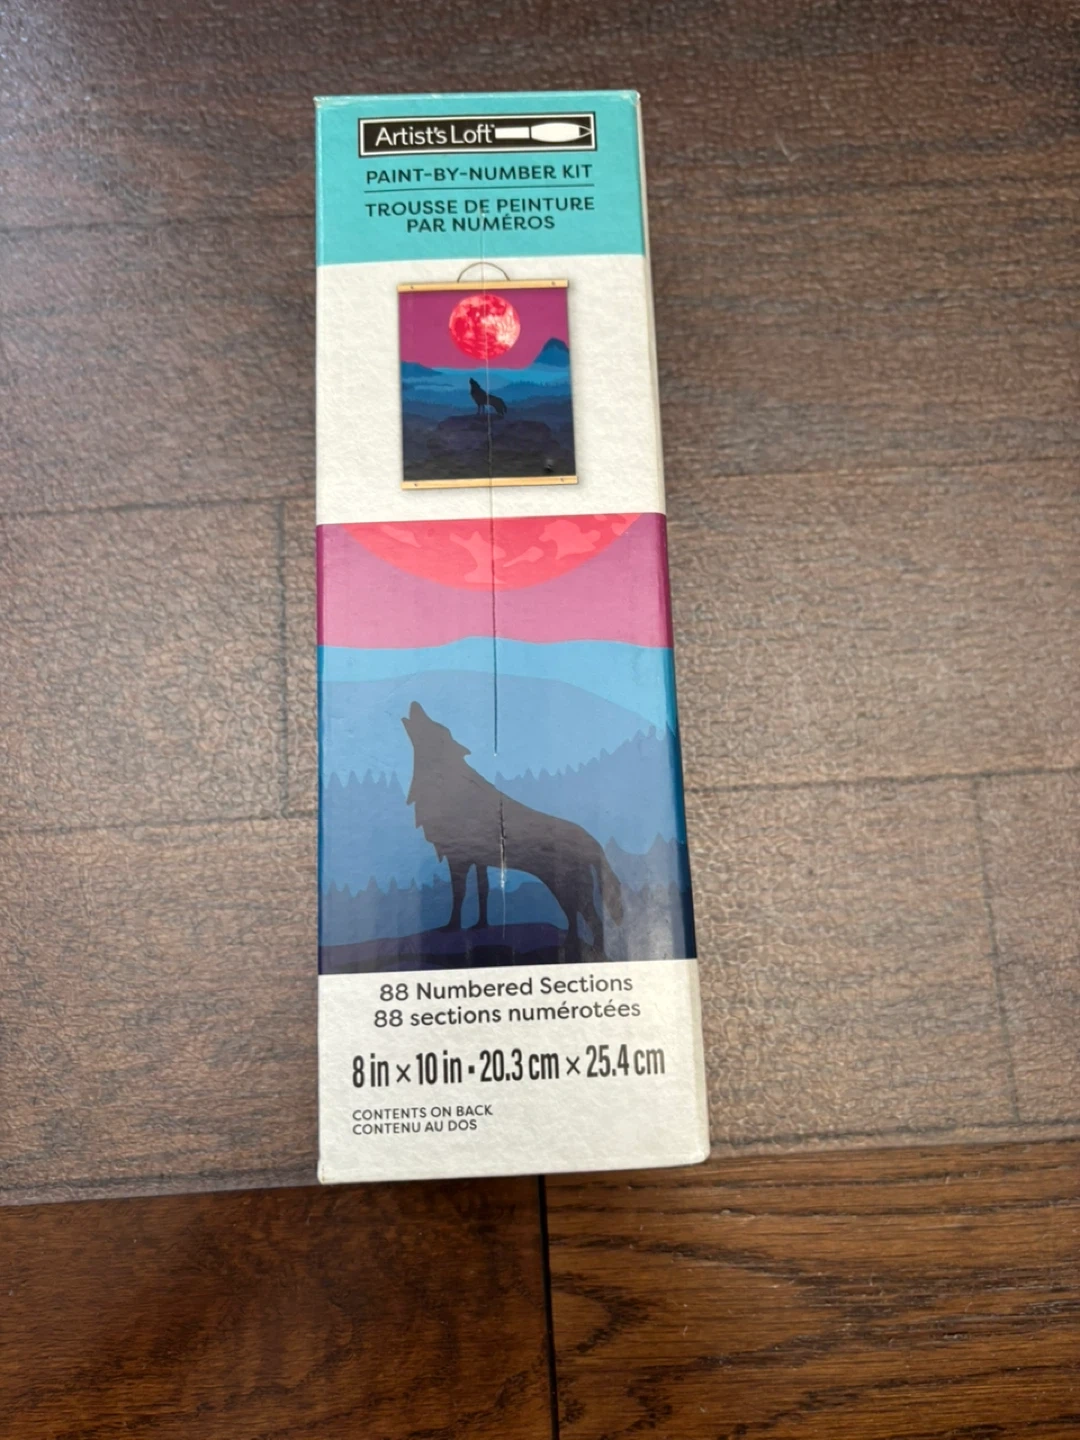 Artist's Loft
PAINT-BY-NUMBER KIT
TROUSSE DE PEINTURE
PAR NUMÉROS
88 Numbered Sections
88 sections numérotées
8 in × 10 in ▪ 20.3 cm × 25.4 cm
CONTENTS ON BACK
CONTENU AU DOS